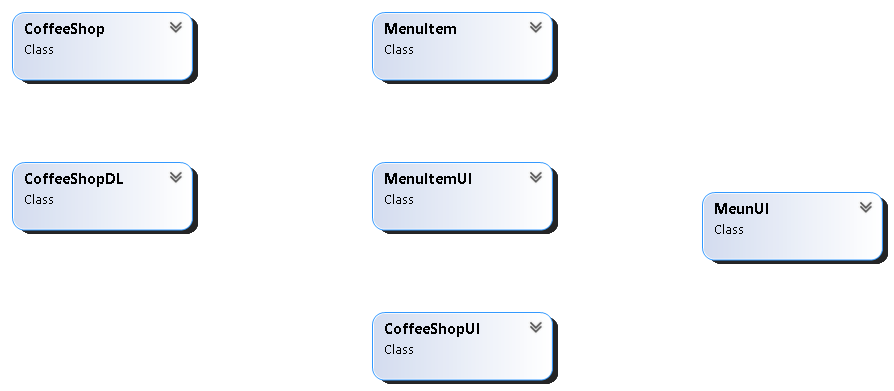 CoffeeShop
Class
MenuItem
Class
CoffeeShopDL
Class
MenuItemUI
Class
MeunUI
Class
CoffeeShopUI
Class